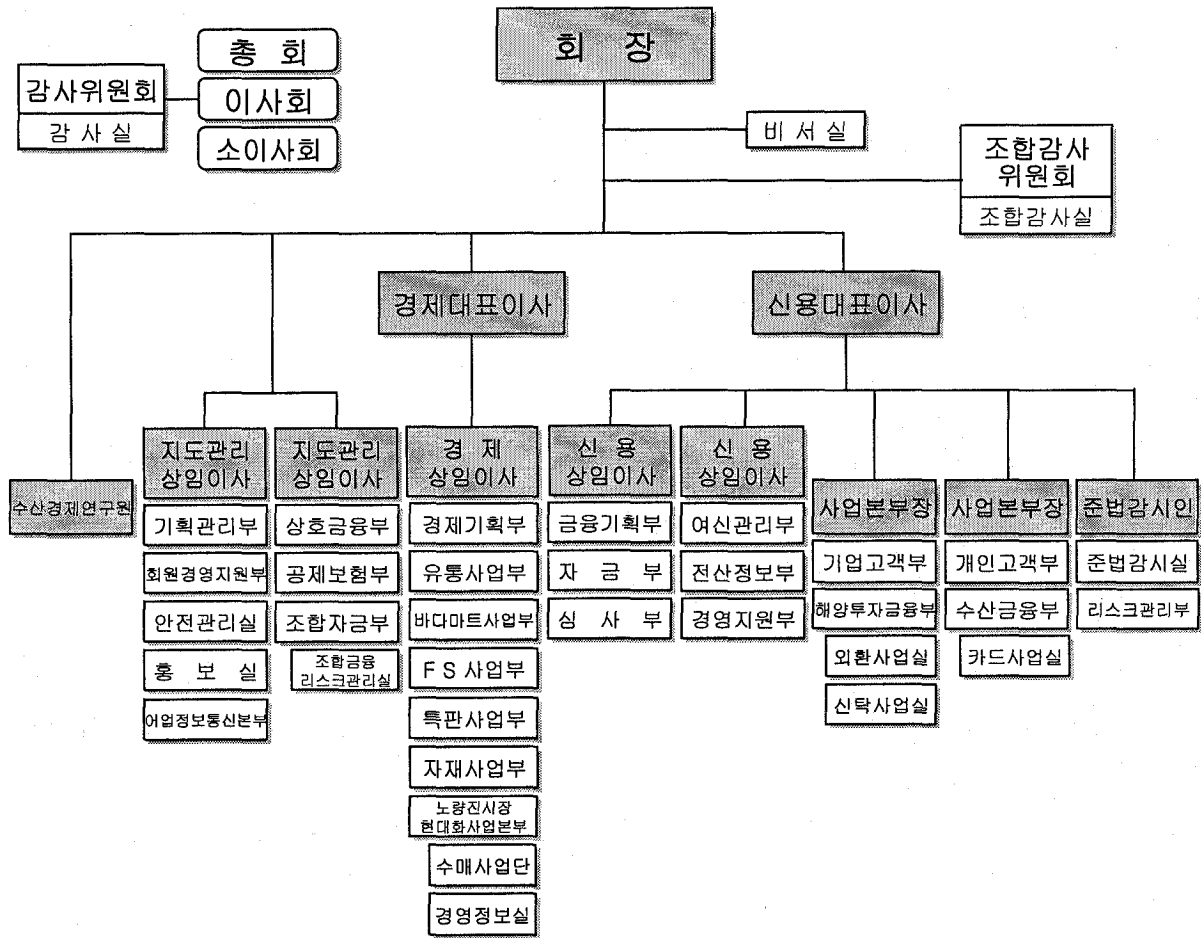 회 장
총 회
감사위원회
감 사 실
이사회
소이사회
비 서 실
조합감사
위원회
조합감사실
경제대표이사
신용대표이사
수산경제연구원
지도관리
상임이사
기획관리부
회원경영지원부
안전관리실
홍 보 실
어업정보통신본부
지도관리
상임이사
상호금융부
공제보험부
조합자금부
조합금융
리스크관리실
경 제
상임이사
경제기획부
유통사업부
바다마트사업부
F S 사업부
특판사업부
자재사업부
노량진시장
현대화사업본부
수매사업단
경영정보실
신 용
상임이사
금융기획부
자 금 부
심 사 부
신 용
상임이사
여신관리부
전산정보부
경영지원부
사업본부장
기업고객부
해양투자금융부
외환사업실
신탁사업실
사업본부장
개인고객부
수산금융부
카드사업실
준법감시인
준법감시실
리스크관리부